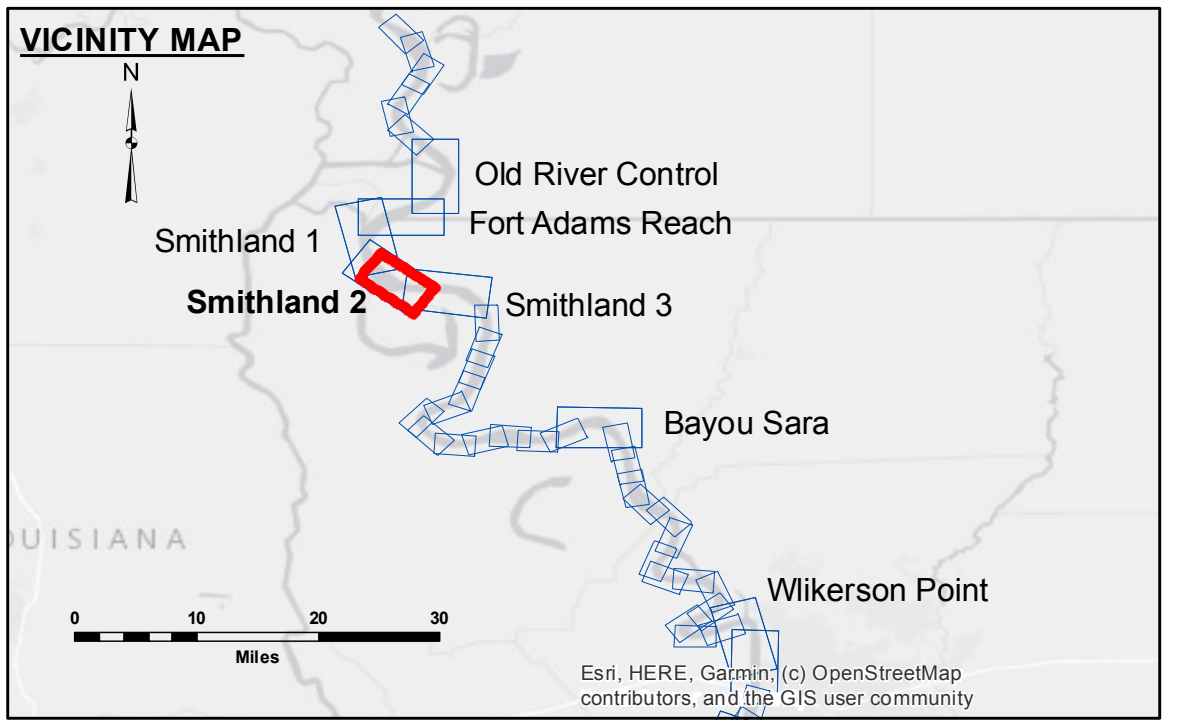 VICINITY MAP
N
Old River Control
Fort Adams Reach
Smithland 1
Smithland 2
Smithland 3
Bayou Sara
OUISIANA
Wlikerson Point
0 10 20 30
Miles
Esri, HERE, Garmin, (c) OpenStreetMap
contributors, and the GIS user community